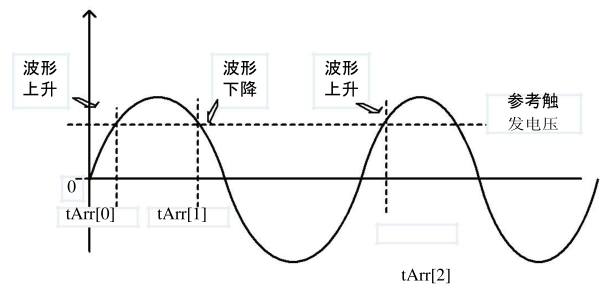 波形
上升
波形
下降
波形
上升
参考触
发电压
0
tArr[0]
tArr[1]
tArr[2]